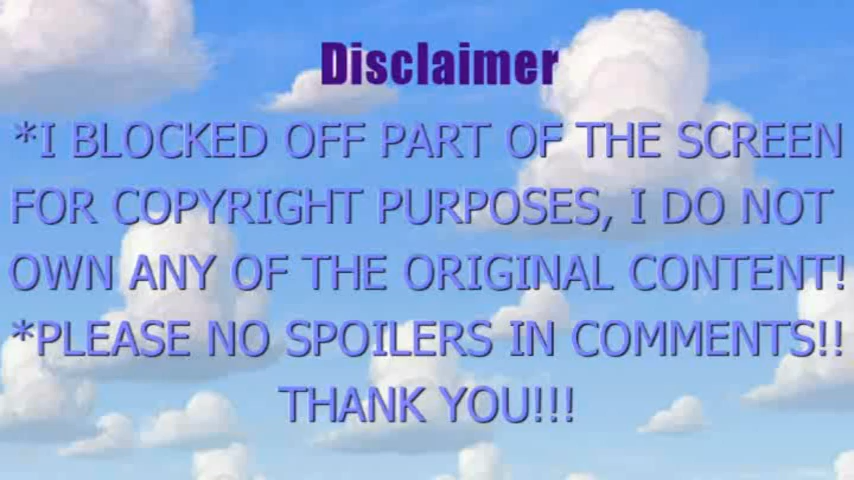 Disclaimer
*I BLOCKED OFF PART OF THE SCREEN
FOR COPYRIGHT PURPOSES, I DO NOT
OWN ANY OF THE ORIGINAL CONTENT!
*PLEASE NO SPOILERS IN COMMENTS!!
THANK YOU!!!